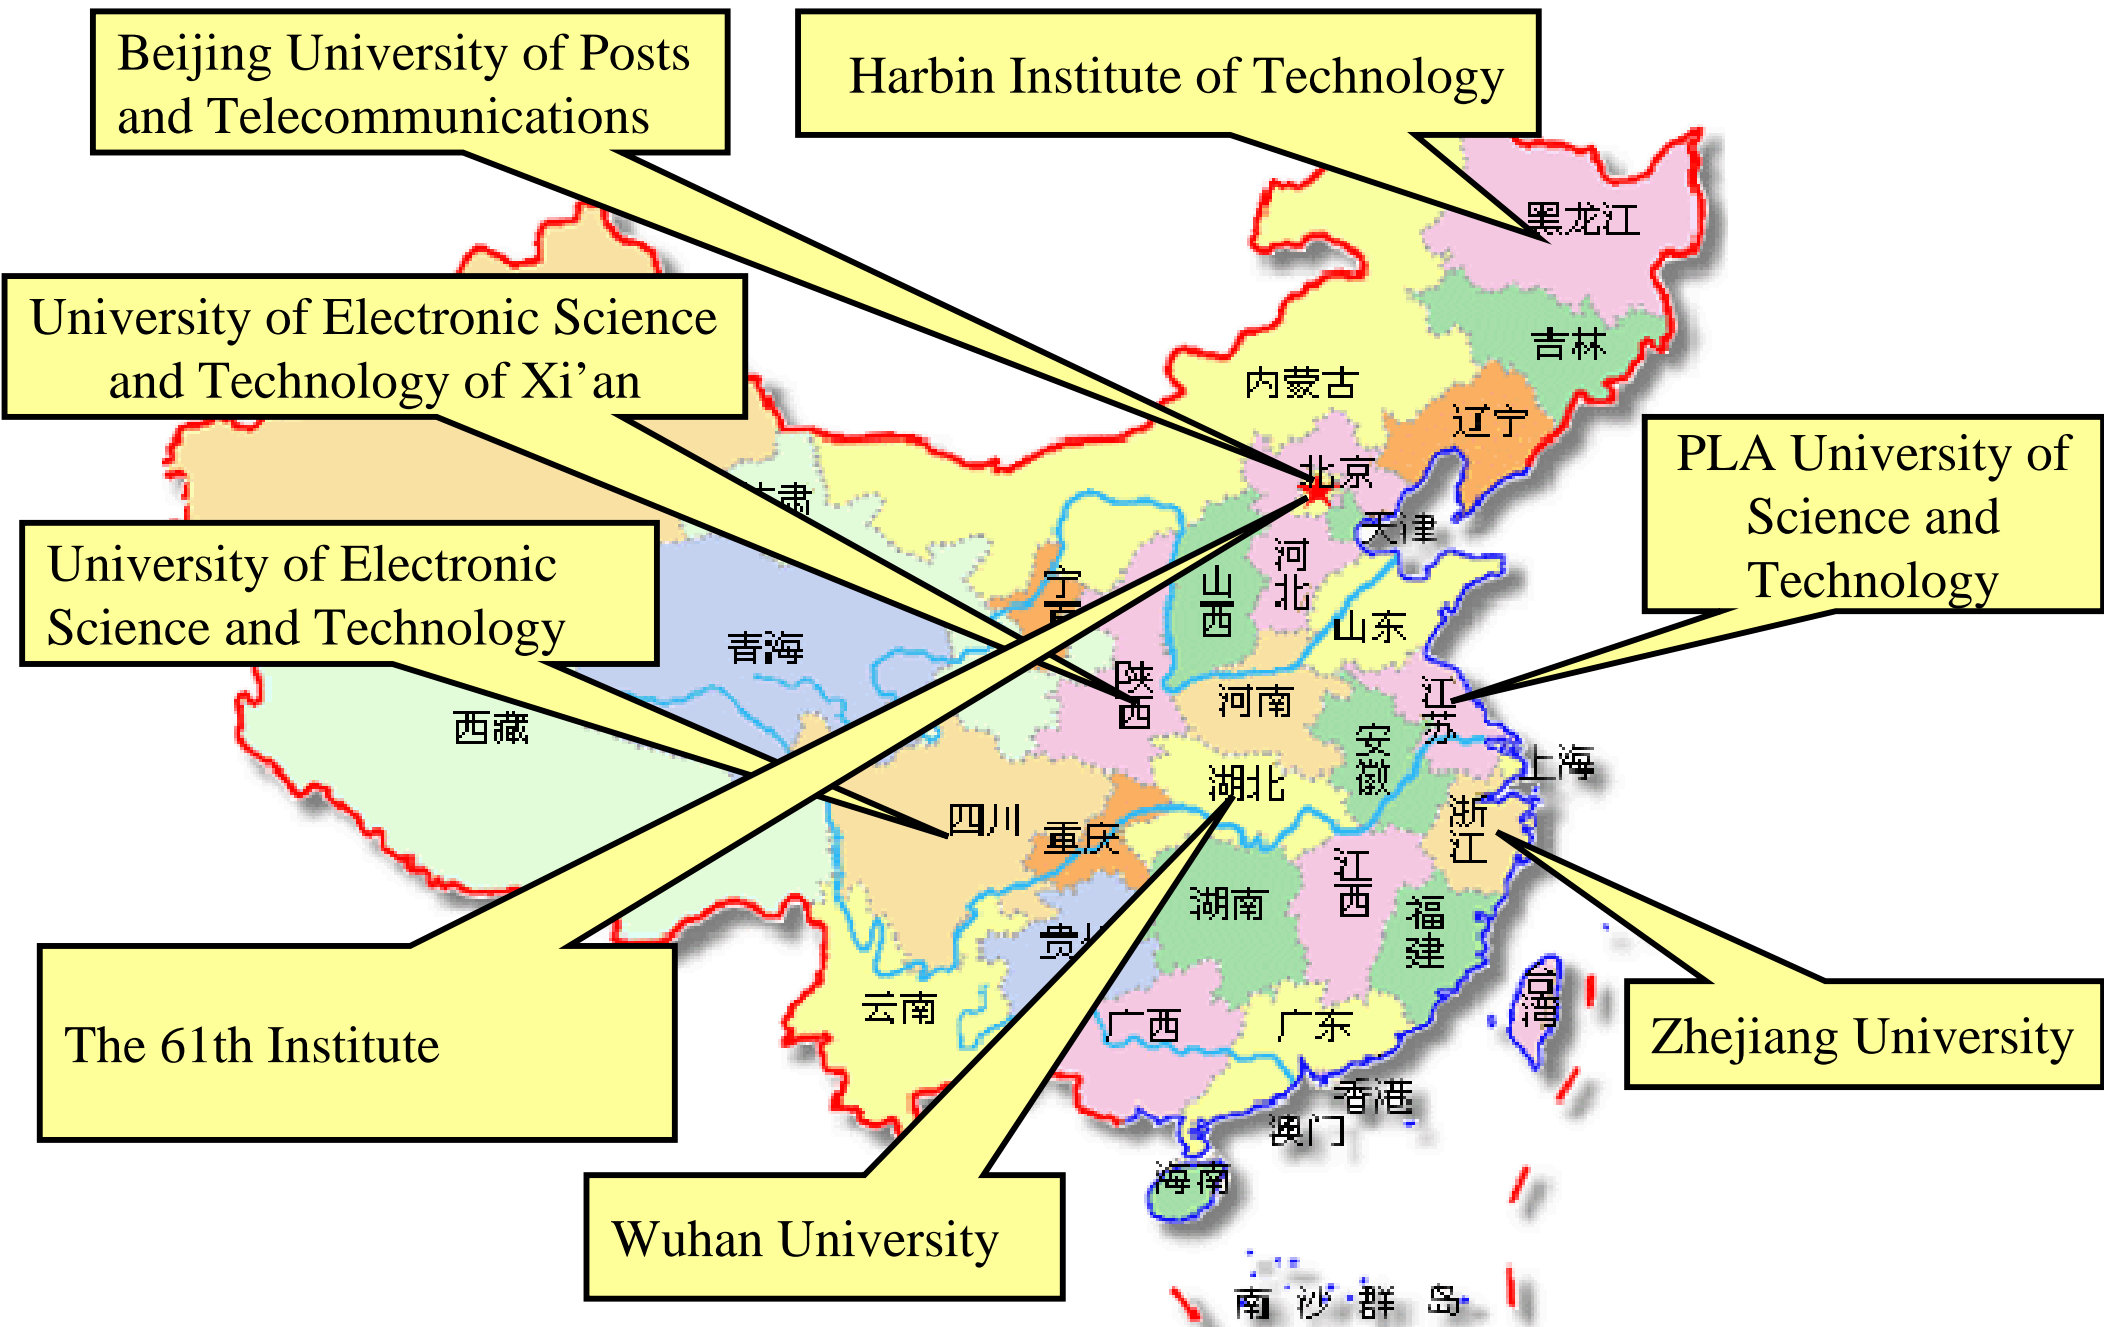 Beijing University of Posts
and Telecommunications
Harbin Institute of Technology
University of Electronic Science
and Technology of Xi’an
University of Electronic
Science and Technology
PLA University of
Science and
Technology
The 61th Institute
Wuhan University
Zhejiang University
黑龙江
吉林
内蒙古
辽宁
北京
天津
河
北
山
西
宁
山东
青海
陕
西
河南
江
苏
安
徽
上海
西藏
湖北
浙
江
四川
重庆
江
西
湖南
福
建
贵
云南
广西
广东
台
湾
香港
澳门
海南
南沙群岛